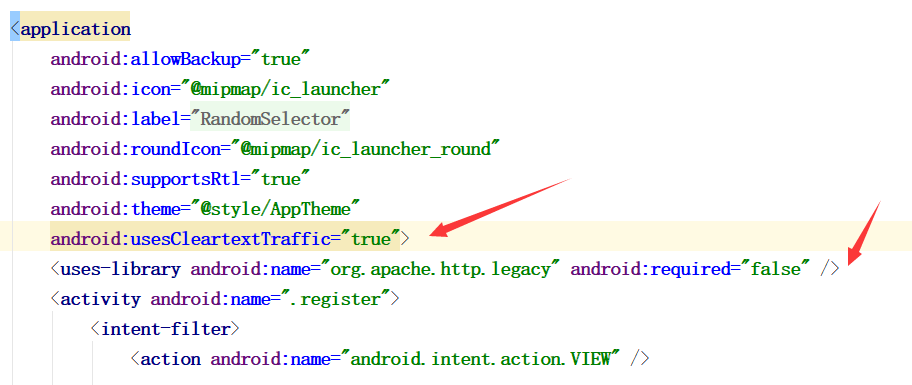 <application
android:allowBackup="true"
android:icon="@mipmap/ic_launcher"
android:label="RandomSelector"
android:roundIcon="@mipmap/ic_launcher_round"
android:supportsRtl="true"
android:theme="@style/AppTheme"
android:usesCleartextTraffic="true">
<uses-library android:name="org.apache.http.legacy" android:required="false" />
<activity android:name=".register">
<intent-filter>
<action android:name="android.intent.action.VIEW" />